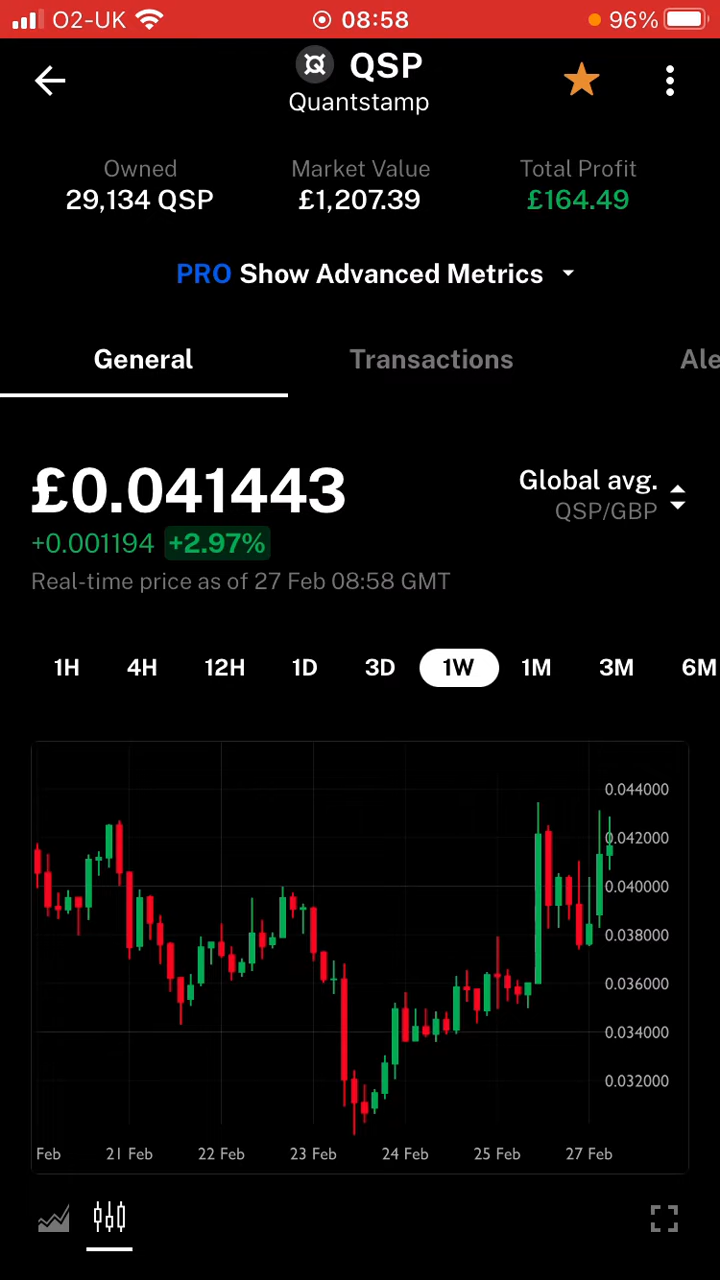 O2-UK 08:58 96%
QSP
Quantstamp
Owned Market Value Total Profit
29,134 QSP £1,207.39 £164.49
PRO Show Advanced Metrics
General Transactions Ale
£0.041443 Global avg.
QSP/GBP
+0.001194 +2.97%
Real-time price as of 27 Feb 08:58 GMT
1H 4H 12H 1D 3D 1W 1M 3M 6M
0.044000
0.042000
0.040000
0.038000
0.036000
0.034000
0.032000
Feb 21 Feb 22 Feb 23 Feb 24 Feb 25 Feb 27 Feb